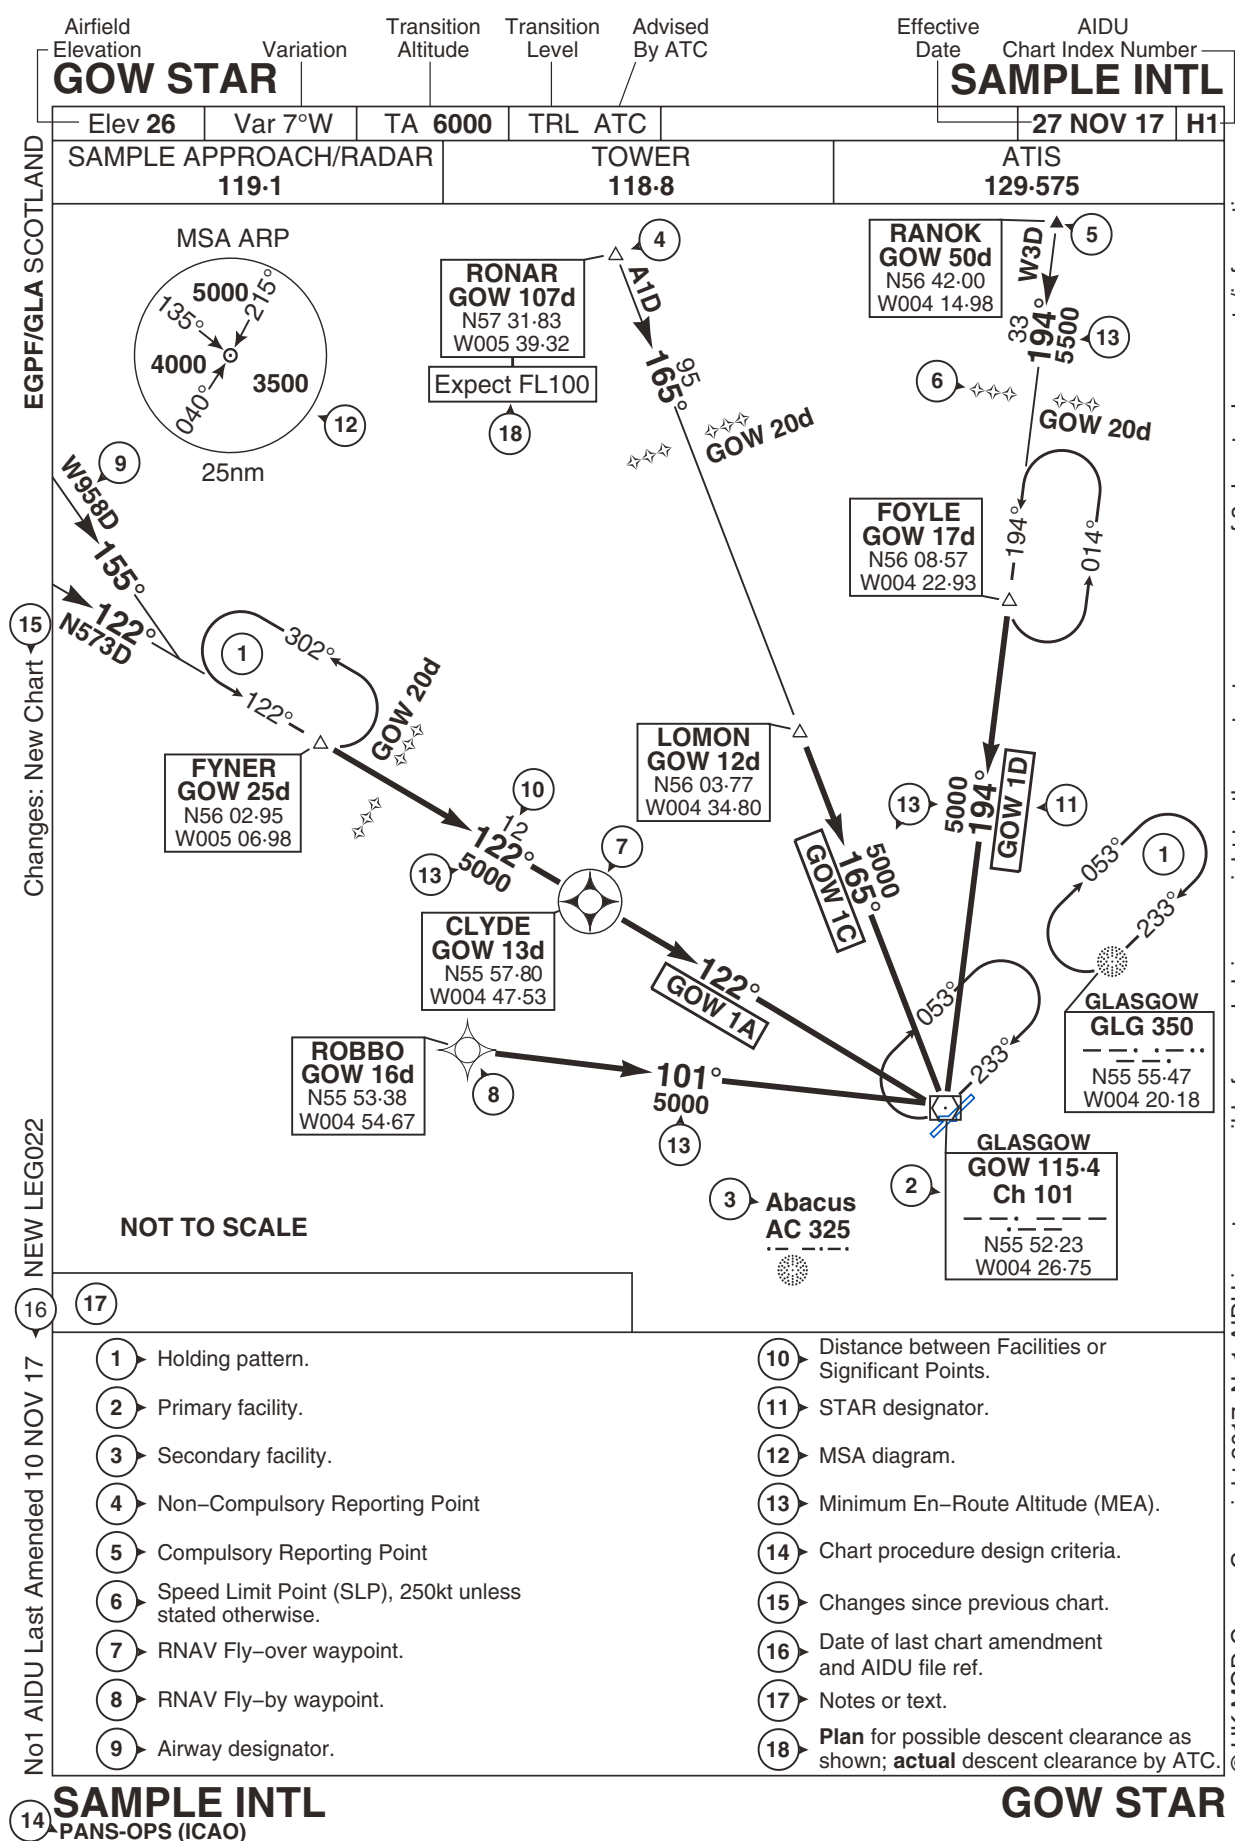 Airfield
Elevation
Variation
Transition
Altitude
Transition
Level
Advised
By ATC
Effective
Date
AIDU
Chart Index Number
GOW STAR
SAMPLE INTL
Elev 26
Var 7°W
TA 6000
TRL ATC
27 NOV 17
H1
SAMPLE APPROACH/RADAR
119·1
TOWER
118·8
ATIS
129·575
EGPF/GLA SCOTLAND
15
Changes: New Chart
16
NEW LEG022
No1 AIDU Last Amended 10 NOV 17
MSA ARP
5000
135°
215°
4000
3500
040°
25nm
12
4
RONAR
GOW 107d
N57 31·83
W005 39·32
Expect FL100
18
A1D
165°
95
GOW 20d
RANOK
GOW 50d
N56 42·00
W004 14·98
5
W3D
33
194°
5500
13
6
GOW 20d
FOYLE
GOW 17d
N56 08·57
W004 22·93
194°
014°
9
W958D
155°
122°
N573D
1
302°
122°
GOW 20d
FYNER
GOW 25d
N56 02·95
W005 06·98
10
12
122°
5000
13
7
LOMON
GOW 12d
N56 03·77
W004 34·80
5000
165°
GOW 1C
13
5000
194°
GOW 1D
11
053°
1
233°
CLYDE
GOW 13d
N55 57·80
W004 47·53
122°
GOW 1A
053°
233°
GLASGOW
GLG 350
N55 55·47
W004 20·18
ROBBO
GOW 16d
N55 53·38
W004 54·67
8
101°
5000
13
GLASGOW
GOW 115·4
Ch 101
N55 52·23
W004 26·75
2
3
Abacus
AC 325
NOT TO SCALE
17
1 Holding pattern.
2 Primary facility.
3 Secondary facility.
4 Non–Compulsory Reporting Point
5 Compulsory Reporting Point
6 Speed Limit Point (SLP), 250kt unless
stated otherwise.
7 RNAV Fly–over waypoint.
8 RNAV Fly–by waypoint.
9 Airway designator.
10 Distance between Facilities or
Significant Points.
11 STAR designator.
12 MSA diagram.
13 Minimum En–Route Altitude (MEA).
14 Chart procedure design criteria.
15 Changes since previous chart.
16 Date of last chart amendment
and AIDU file ref.
17 Notes or text.
18 Plan for possible descent clearance as
shown; actual descent clearance by ATC.
SAMPLE INTL
GOW STAR
14
PANS-OPS (ICAO)